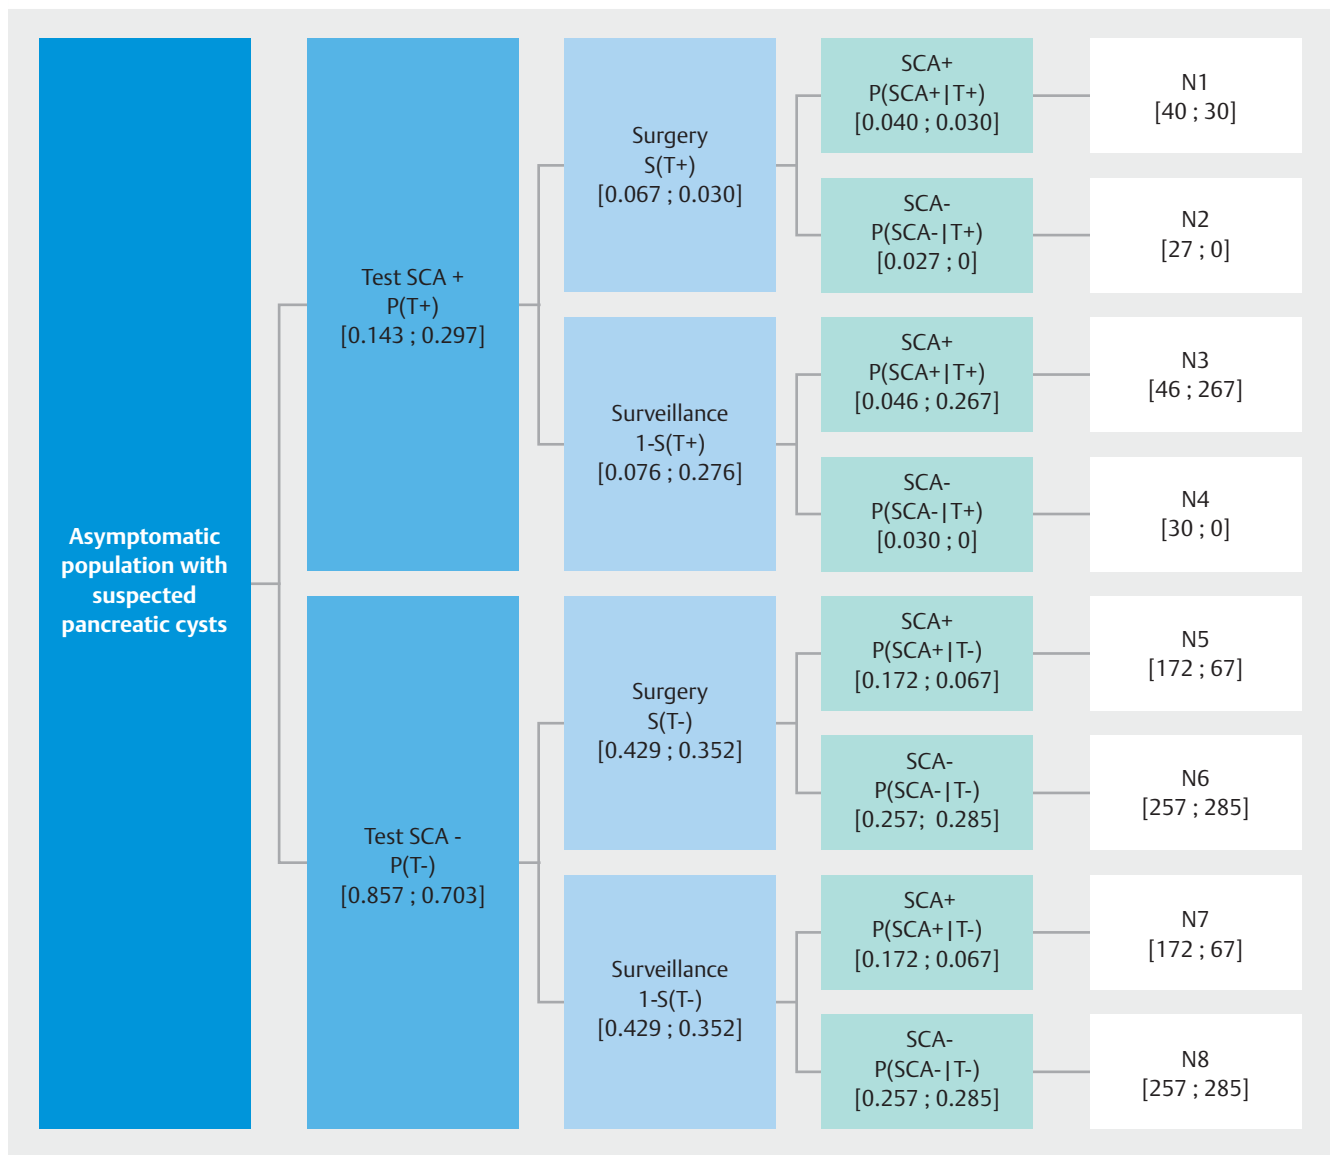 Asymptomatic
population with
suspected
pancreatic cysts
Test SCA +
P(T+)
[0.143 ; 0.297]
Test SCA -
P(T-)
[0.857 ; 0.703]
Surgery
S(T+)
[0.067 ; 0.030]
Surveillance
1-S(T+)
[0.076 ; 0.276]
Surgery
S(T-)
[0.429 ; 0.352]
Surveillance
1-S(T-)
[0.429 ; 0.352]
SCA+
P(SCA+|T+)
[0.040 ; 0.030]
SCA-
P(SCA-|T+)
[0.027 ; 0]
SCA+
P(SCA+|T+)
[0.046 ; 0.267]
SCA-
P(SCA-|T+)
[0.030 ; 0]
SCA+
P(SCA+|T-)
[0.172 ; 0.067]
SCA-
P(SCA-|T-)
[0.257;  0.285]
SCA+
P(SCA+|T-)
[0.172 ; 0.067]
SCA-
P(SCA-|T-)
[0.257 ; 0.285]
N1
[40 ; 30]
N2
[27 ; 0]
N3
[46 ; 267]
N4
[30 ; 0]
N5
[172 ; 67]
N6
[257 ; 285]
N7
[172 ; 67]
N8
[257 ; 285]